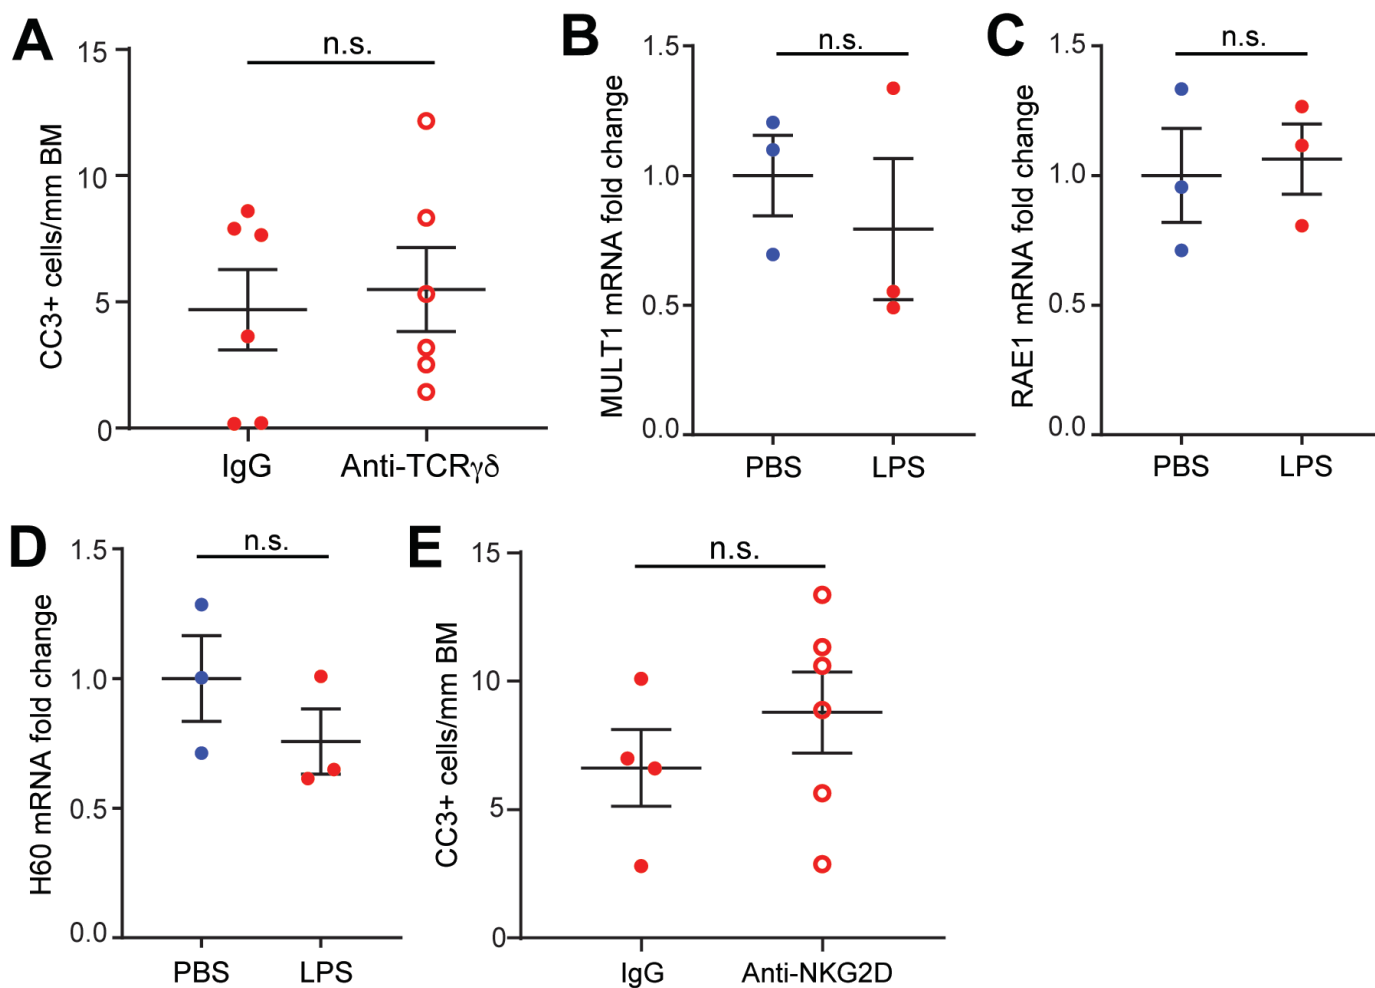 A
n.s.
15
10
5
0
CC3+ cells/mm BM
IgG
Anti-TCRγδ
B
n.s.
1.5
1.0
0.5
0.0
MULT1 mRNA fold change
PBS
LPS
C
n.s.
1.5
1.0
0.5
0.0
RAE1 mRNA fold change
PBS
LPS
D
n.s.
1.5
1.0
0.5
0.0
H60 mRNA fold change
PBS
LPS
E
n.s.
15
10
5
0
CC3+ cells/mm BM
IgG
Anti-NKG2D